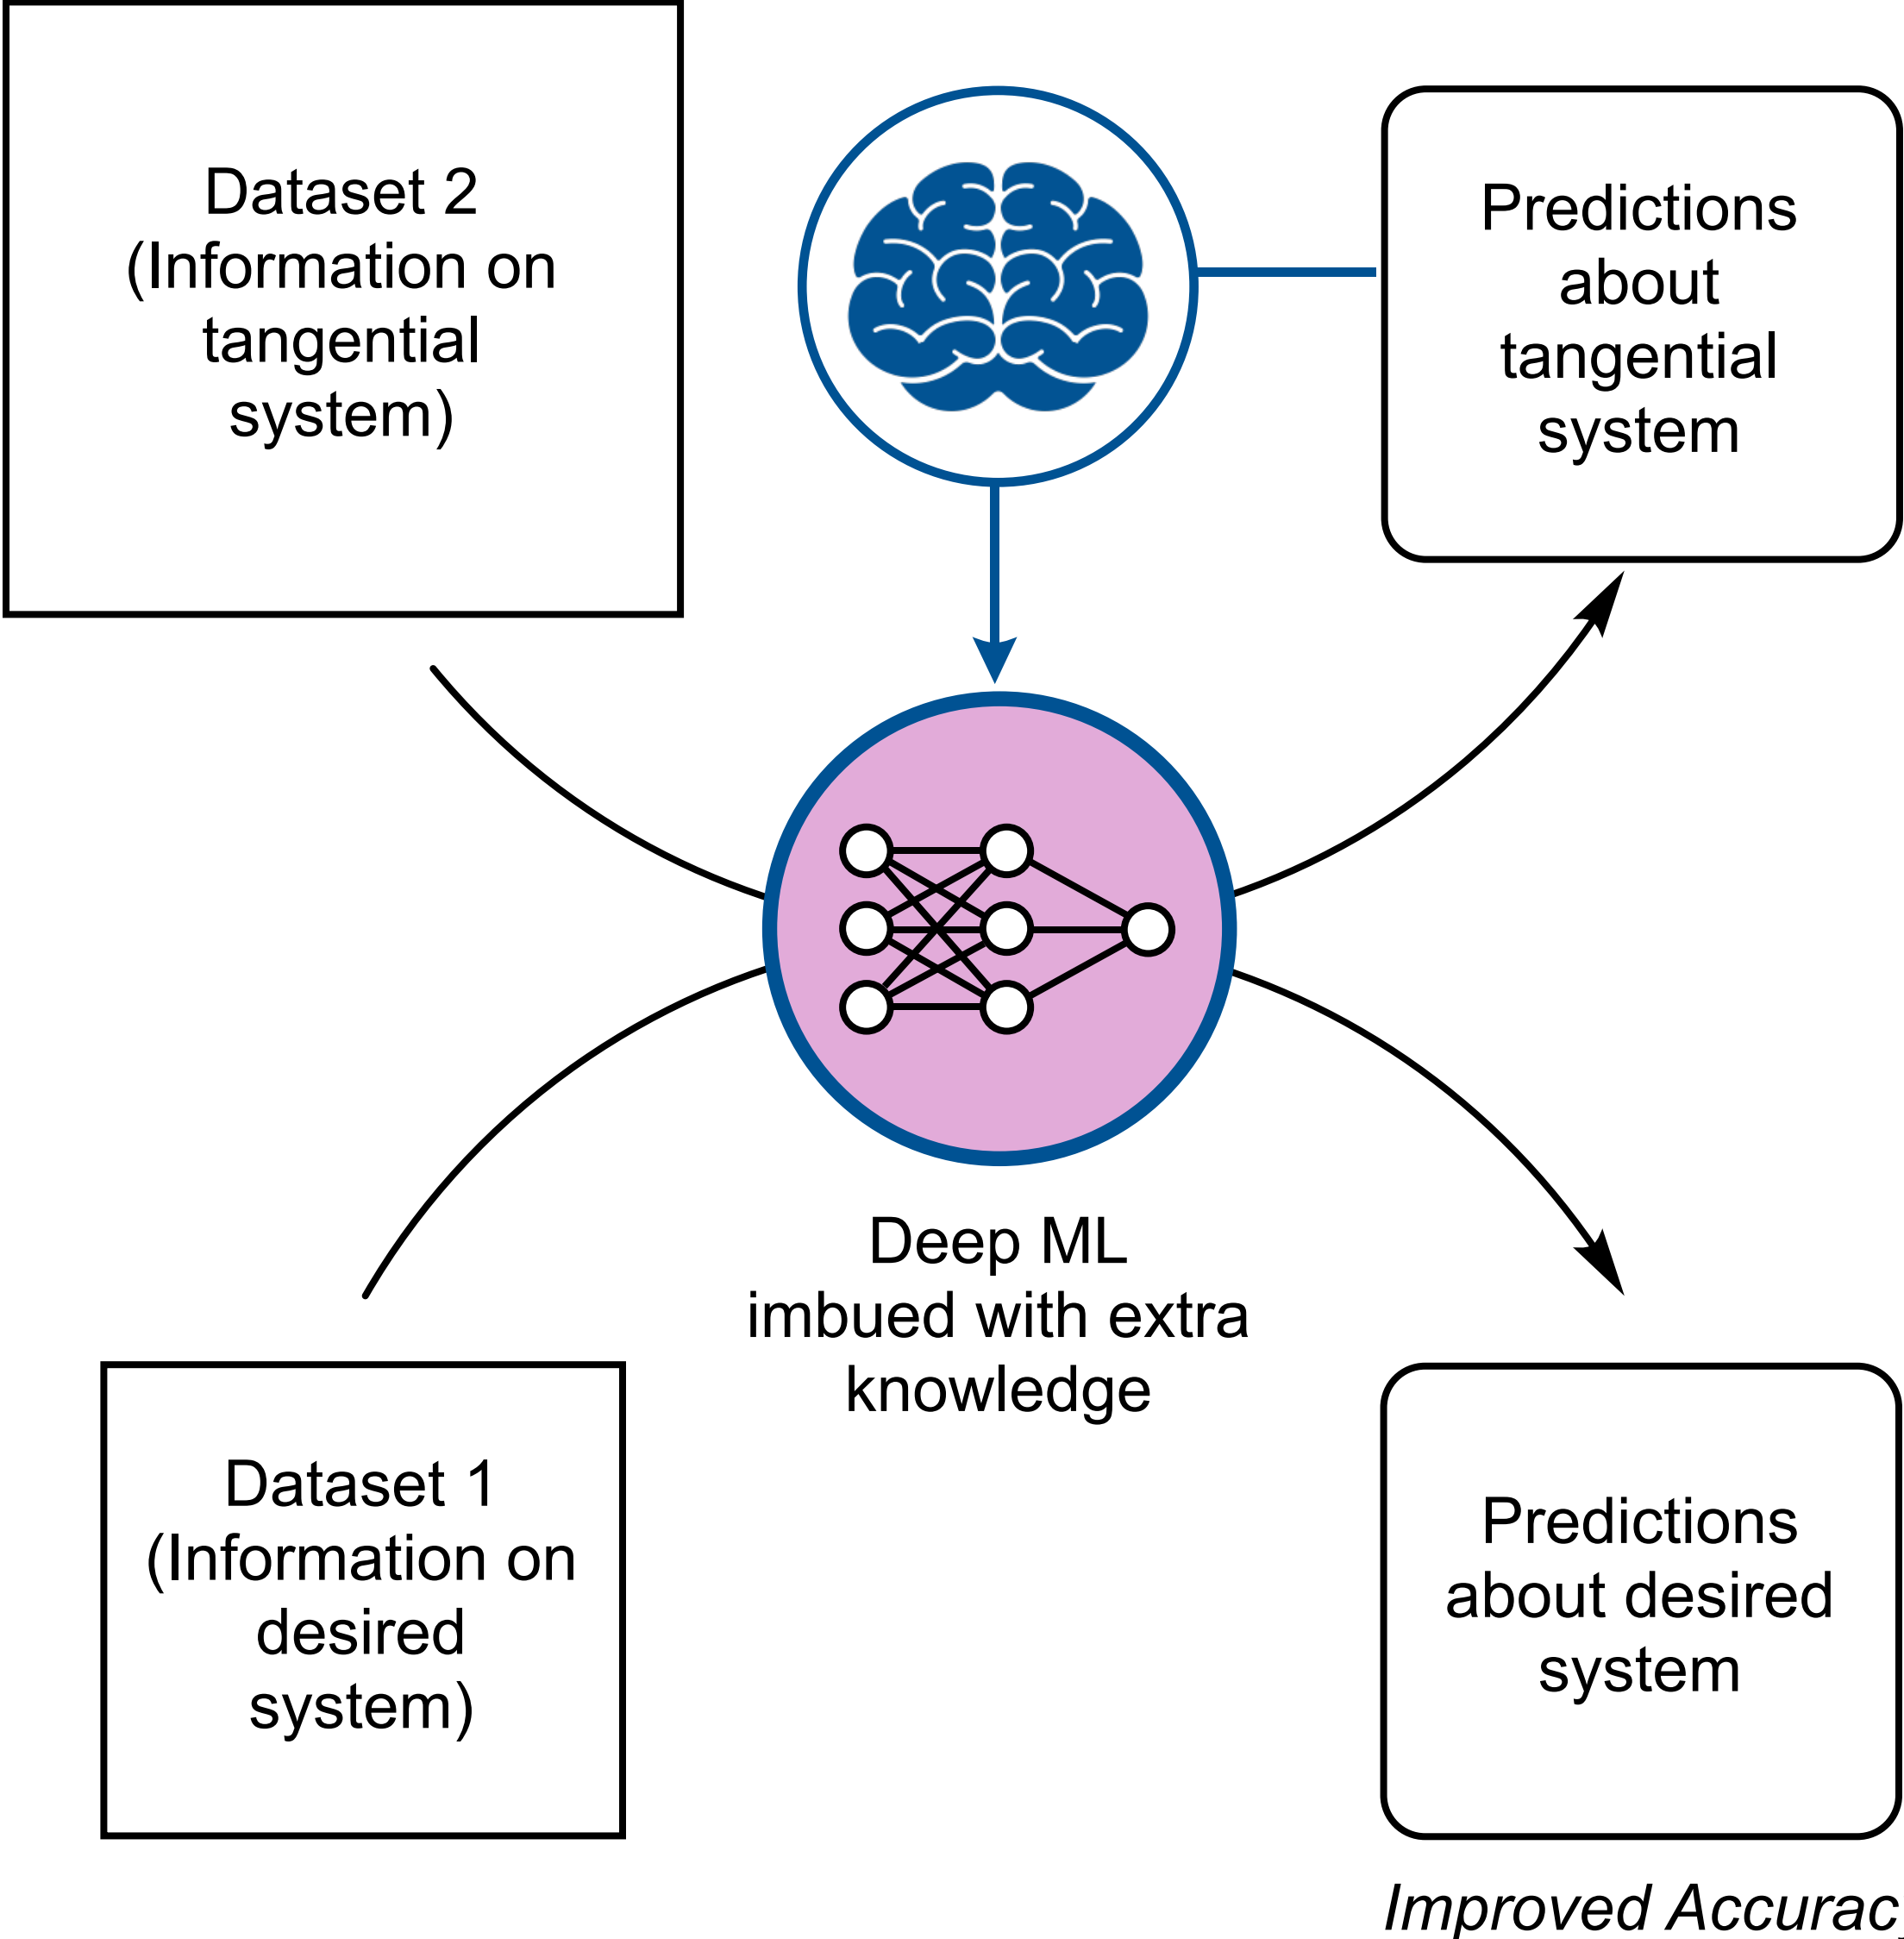 Dataset 2
(Information on
tangential
system)
Predictions
about
tangential
system
Deep ML
imbued with extra
knowledge
Dataset 1
(Information on
desired
system)
Predictions
about desired
system
Improved